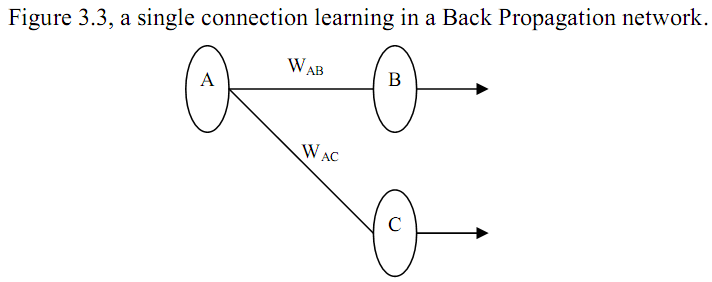 Figure 3.3, a single connection learning in a Back Propagation network.
A
WAB
B
WAC
C